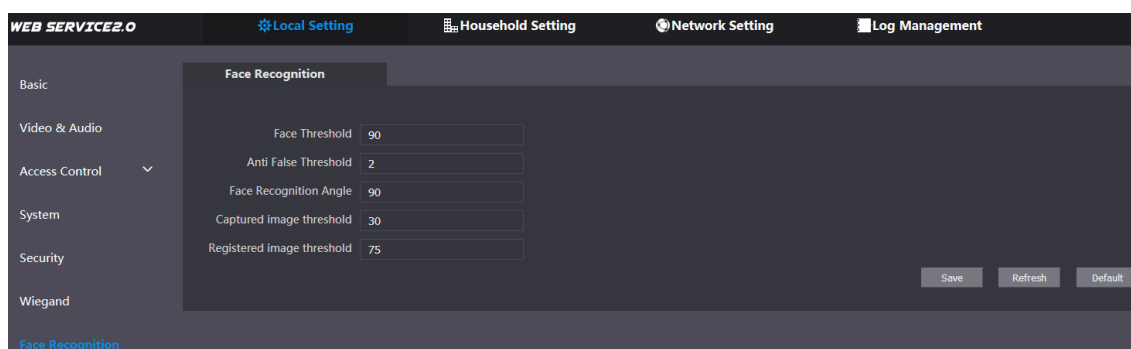 WEB SERVICE2.0 Local Setting Household Setting Network Setting Log Management
Basic
Video & Audio
Access Control
System
Security
Wiegand
Face Recognition
Face Recognition
Face Threshold 90
Anti False Threshold 2
Face Recognition Angle 90
Captured image threshold 30
Registered image threshold 75
Save Refresh Default